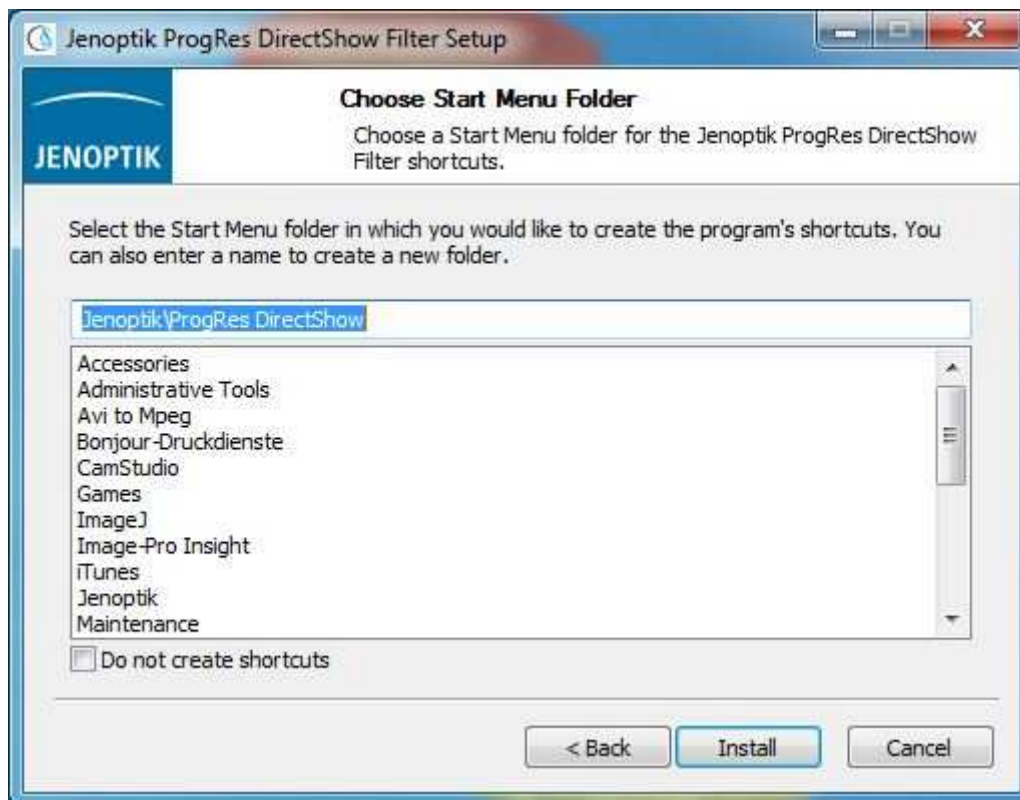 Jenoptik ProgRes DirectShow Filter Setup
JENOPTIK
Choose Start Menu Folder
Choose a Start Menu folder for the Jenoptik ProgRes DirectShow
Filter shortcuts.
Select the Start Menu folder in which you would like to create the program's shortcuts. You
can also enter a name to create a new folder.
Jenoptik\ProgRes DirectShow
Accessories
Administrative Tools
Avi to Mpeg
Bonjour-Druckdienste
CamStudio
Games
ImageJ
Image-Pro Insight
iTunes
Jenoptik
Maintenance
Do not create shortcuts
< Back
Install
Cancel